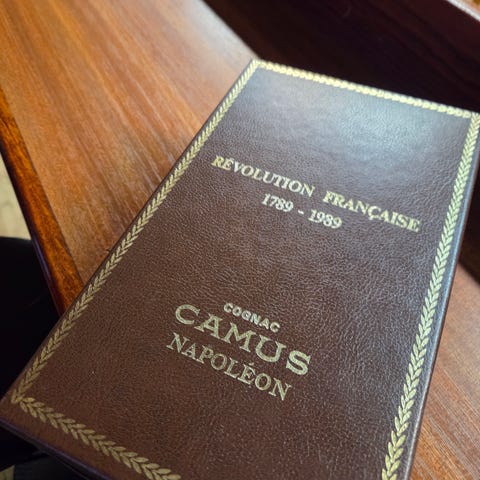 RÉVOLUTION FRANÇAISE
1789 - 1989
COGNAC
CAMUS
NAPOLÉON